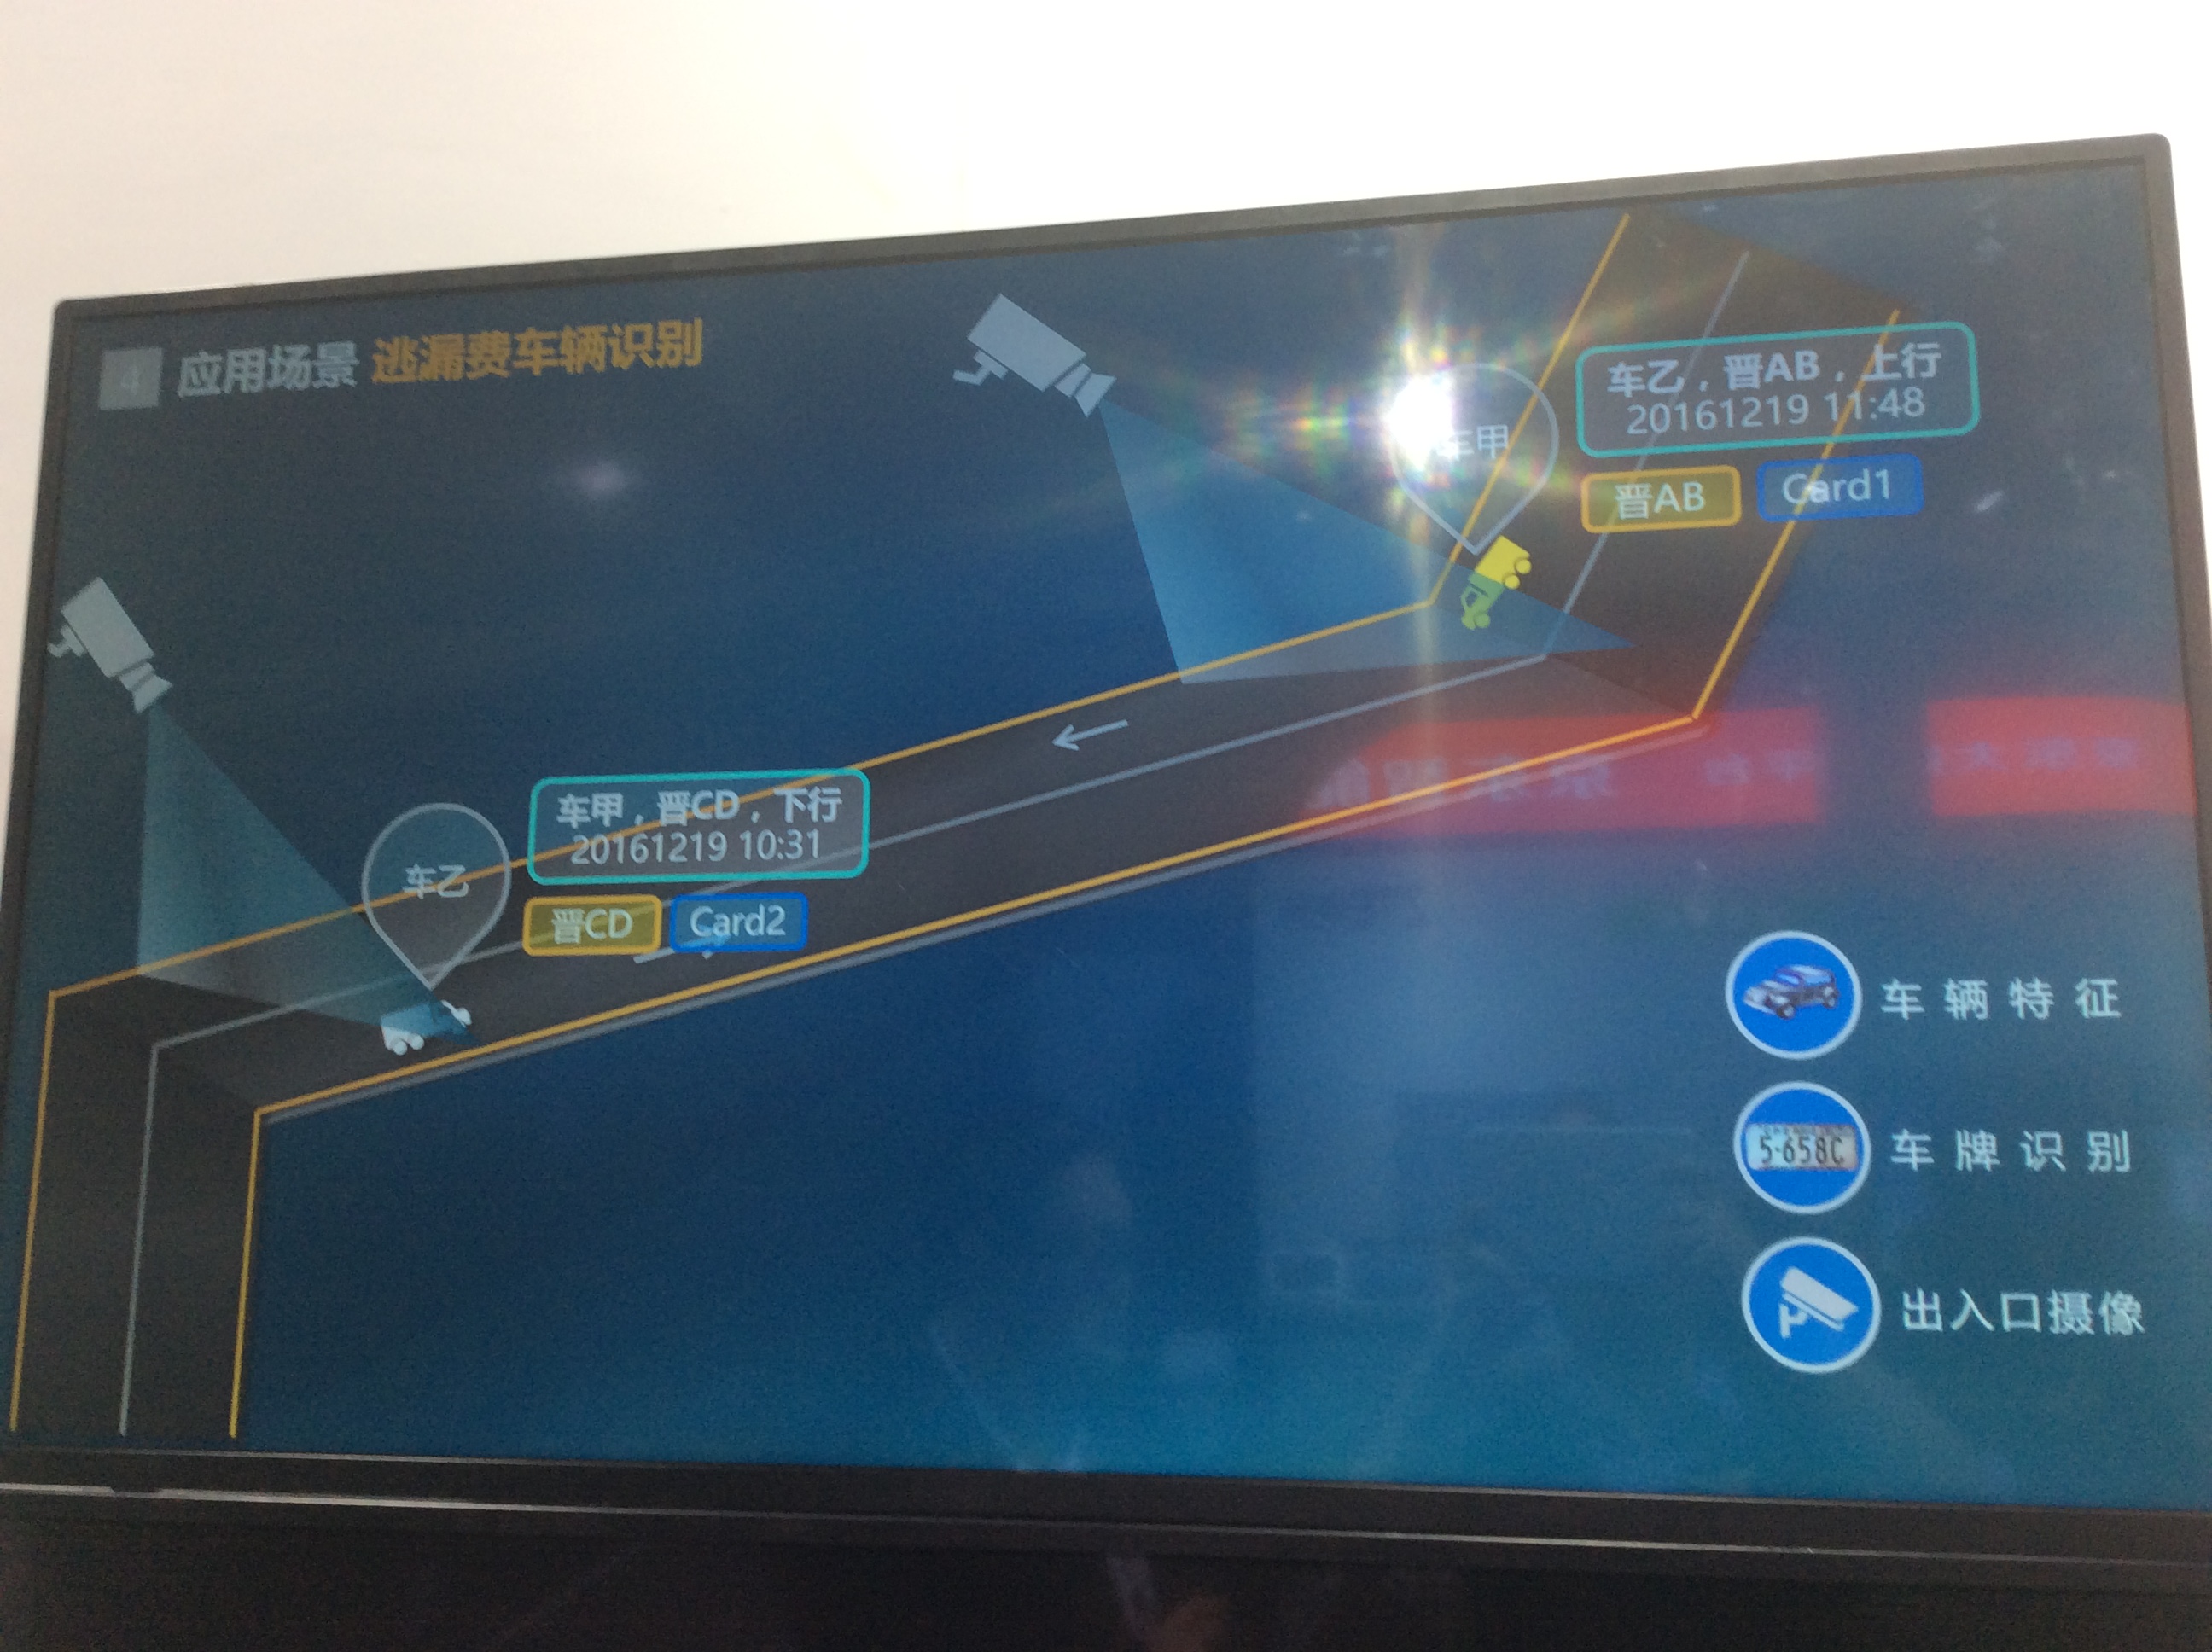 4 应用场景 逃漏费车辆识别
车甲
车乙，晋AB，上行
20161219 11:48
晋AB
Card1
车乙
车甲，晋CD，下行
20161219 10:31
晋CD
Card2
车辆特征
5-658C
车牌识别
出入口摄像